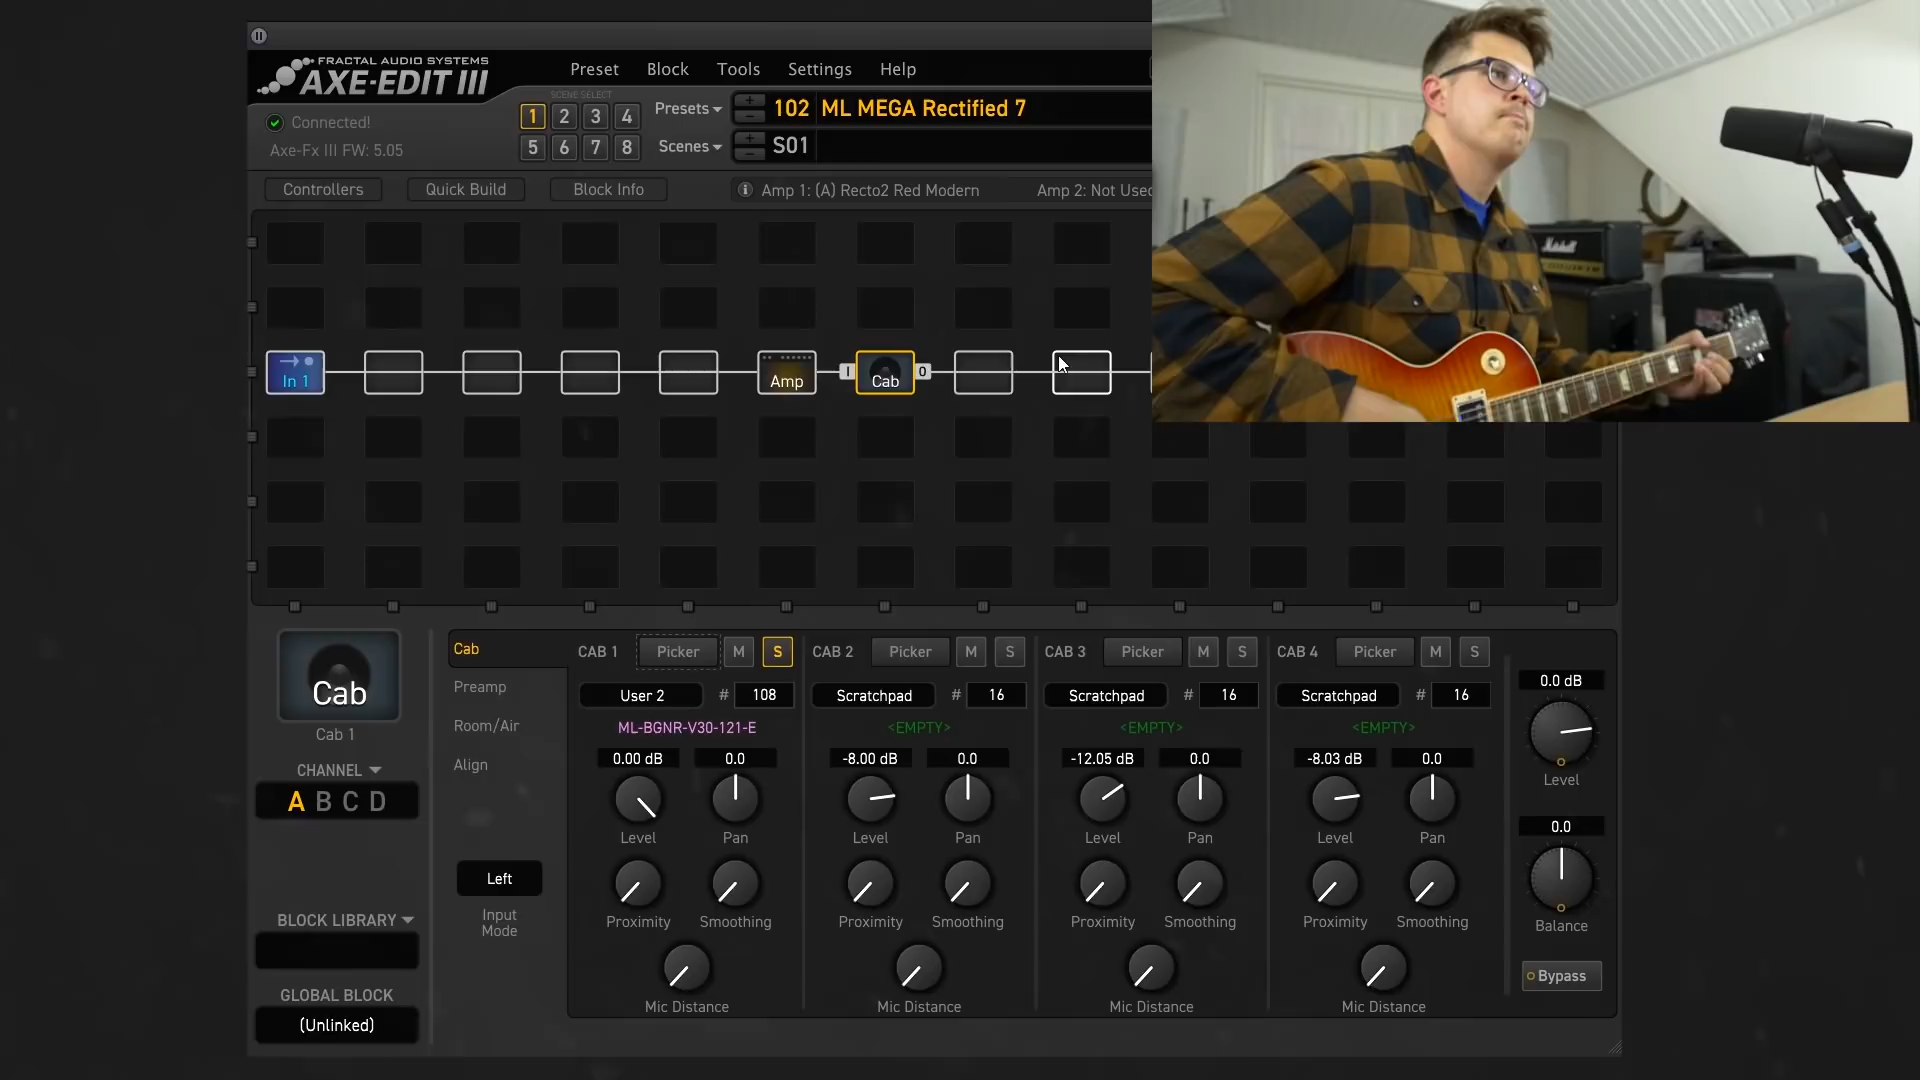 FRACTAL AUDIO SYSTEMS
AXE-EDIT III
Preset Block Tools Settings Help
SCENE SELECT
1 2 3 4
5 6 7 8
Presets
102 ML MEGA Rectified 7
Scenes
S01
Connected!
Axe-Fx III FW: 5.05
Controllers Quick Build Block Info
Amp 1: (A) Recto2 Red Modern Amp 2: Not Used
Marshall
In 1 Amp I Cab O
Cab
Cab 1
CHANNEL
A B C D
BLOCK LIBRARY
GLOBAL BLOCK
(Unlinked)
Cab
Preamp
Room/Air
Align
Left
Input
Mode
CAB 1 Picker M S
User 2 # 108
ML-BGNR-V30-121-E
0.00 dB 0.0
Level Pan
Proximity Smoothing
Mic Distance
CAB 2 Picker M S
Scratchpad # 16
<EMPTY>
-8.00 dB 0.0
Level Pan
Proximity Smoothing
Mic Distance
CAB 3 Picker M S
Scratchpad # 16
<EMPTY>
-12.05 dB 0.0
Level Pan
Proximity Smoothing
Mic Distance
CAB 4 Picker M S
Scratchpad # 16
<EMPTY>
-8.03 dB 0.0
Level Pan
Proximity Smoothing
Mic Distance
0.0 dB
Level
0.0
Balance
Bypass